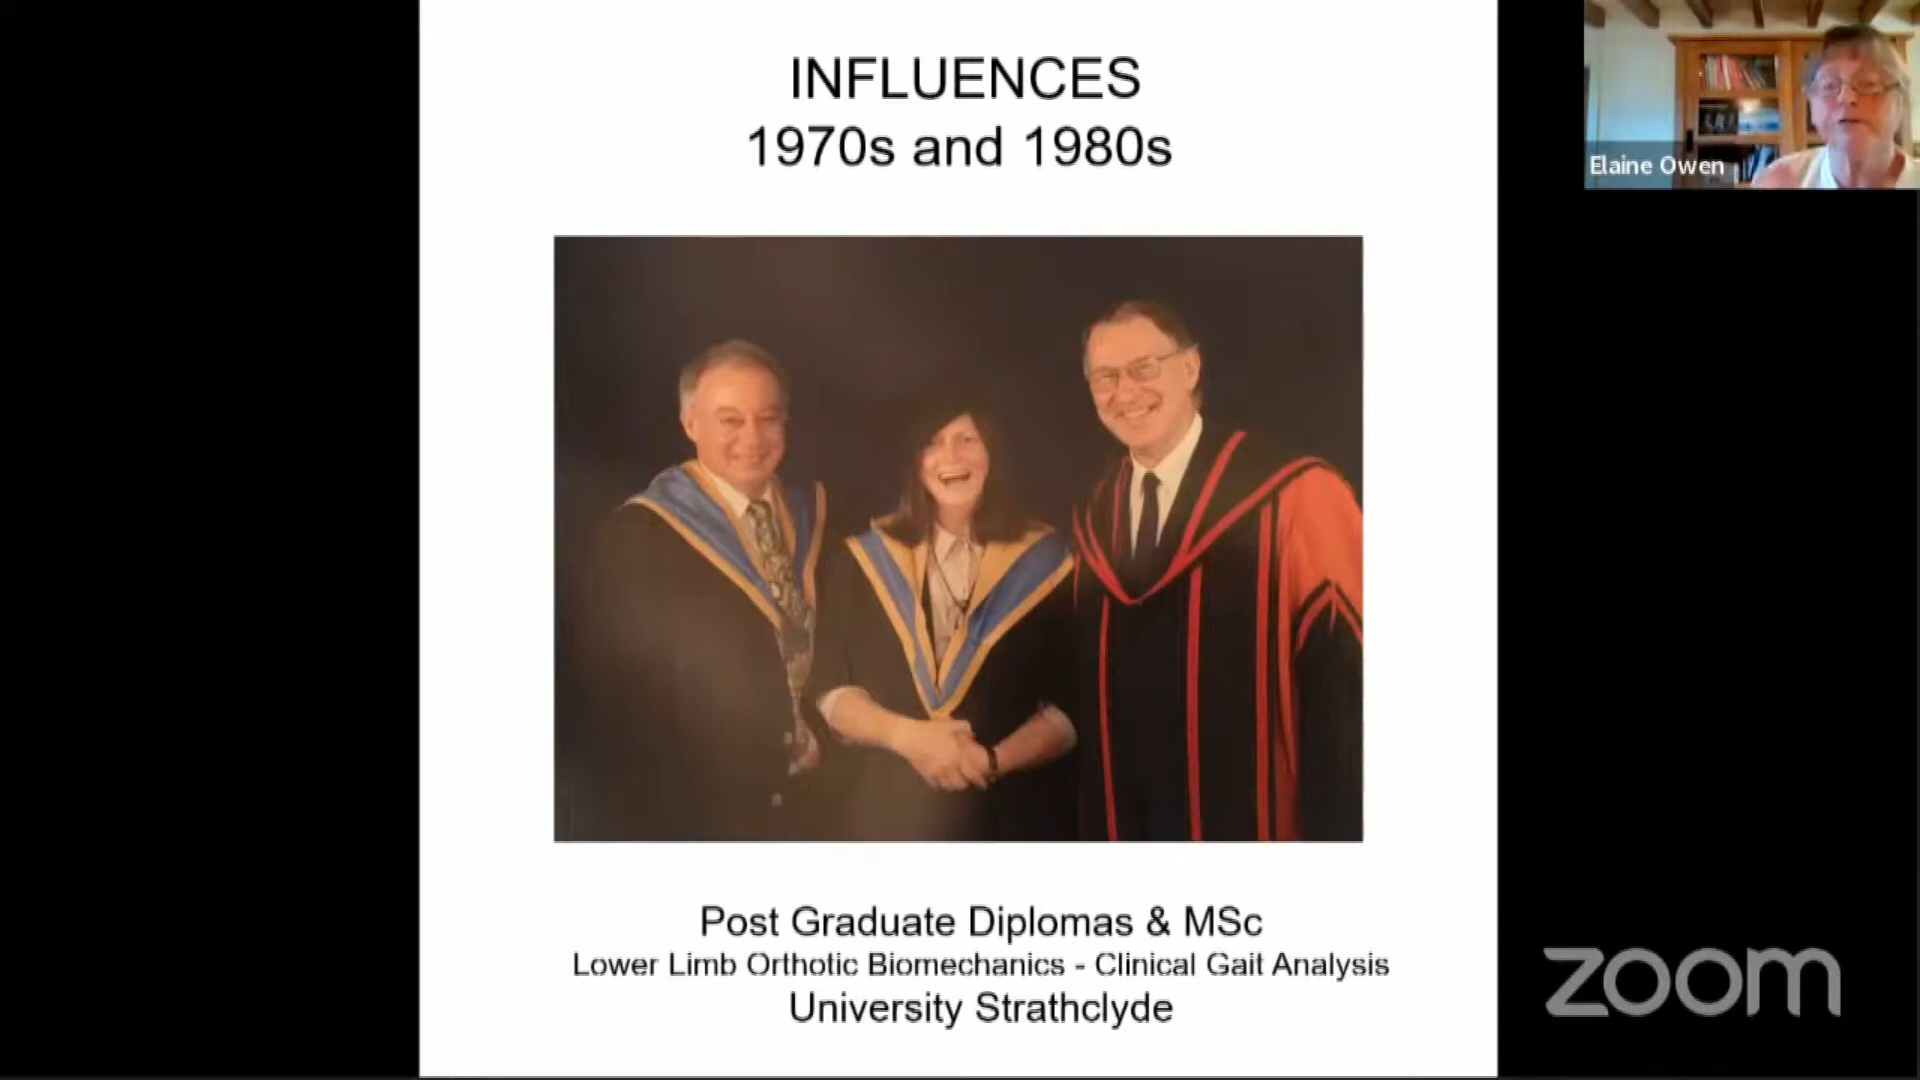 INFLUENCES
1970s and 1980s
Elaine Owen
Post Graduate Diplomas & MSc
Lower Limb Orthotic Biomechanics - Clinical Gait Analysis
University Strathclyde
zoom